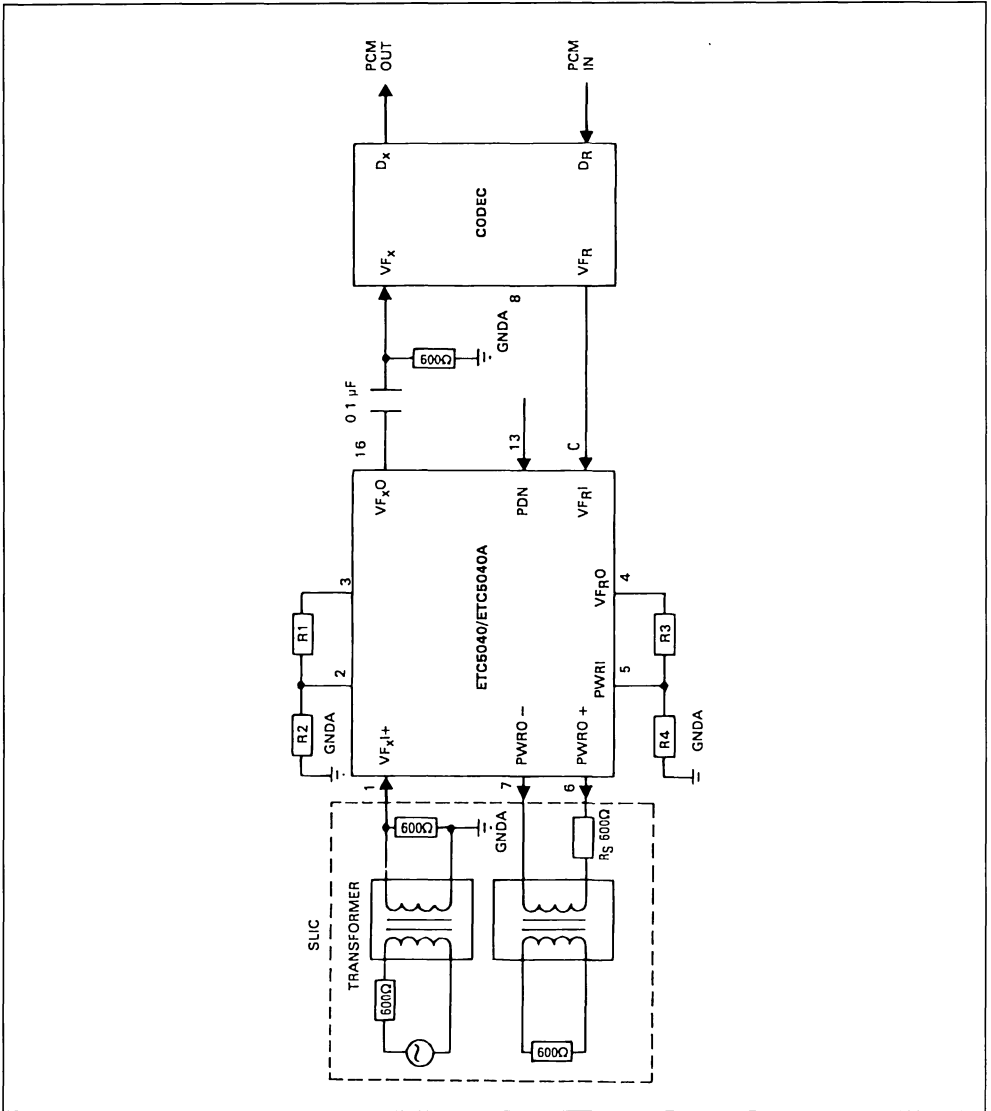 SLIC
TRANSFORMER
600Ω
600Ω
GNDA
600Ω
RS 600Ω
1
7
6
R2
GNDA
R1
2
3
VFxI+
PWRO −
PWRO +
ETC5040/ETC5040A
PWRI
VFRO
5
4
R4
R3
GNDA
VFxO
PDN
VFRI
16
13
C
0 1 µF
600Ω
GNDA
8
VFx
VFR
CODEC
Dx
DR
PCM
OUT
PCM
IN